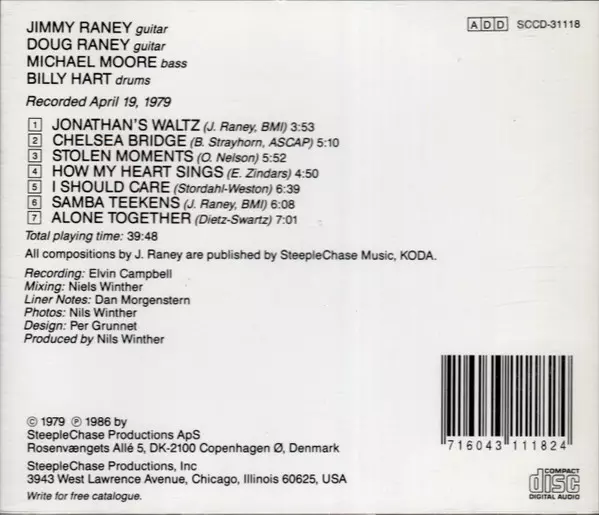 JIMMY RANEY guitar
DOUG RANEY guitar
MICHAEL MOORE bass
BILLY HART drums
ADD SCCD-31118
Recorded April 19, 1979
1 JONATHAN'S WALTZ (J. Raney, BMI) 3:53
2 CHELSEA BRIDGE (B. Strayhorn, ASCAP) 5:10
3 STOLEN MOMENTS (O. Nelson) 5:52
4 HOW MY HEART SINGS (E. Zindars) 4:50
5 I SHOULD CARE (Stordahl-Weston) 6:39
6 SAMBA TEEKENS (J. Raney, BMI) 6:08
7 ALONE TOGETHER (Dietz-Swartz) 7:01
Total playing time: 39:48
All compositions by J. Raney are published by SteepleChase Music, KODA.
Recording: Elvin Campbell
Mixing: Niels Winther
Liner Notes: Dan Morgenstern
Photos: Nils Winther
Design: Per Grunnet
Produced by Nils Winther
© 1979 ℗ 1986 by
SteepleChase Productions ApS
Rosenvængets Allé 5, DK-2100 Copenhagen Ø, Denmark
SteepleChase Productions, Inc
3943 West Lawrence Avenue, Chicago, Illinois 60625, USA
Write for free catalogue.
7 16043 11182 4
COMPACT
disc
DIGITAL AUDIO